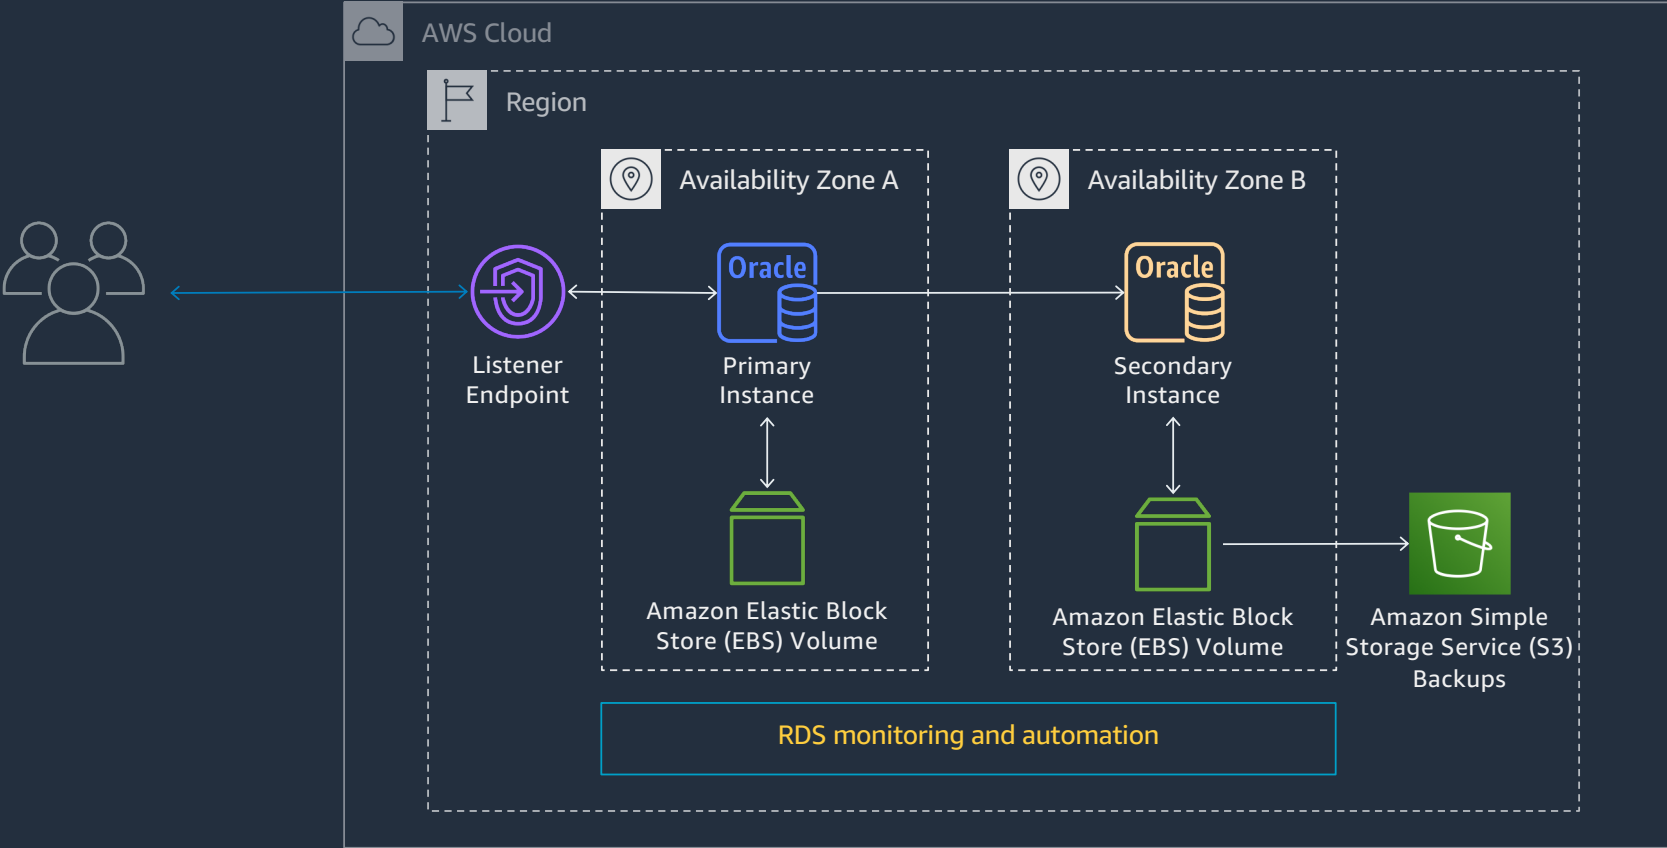 AWS Cloud
Region
Availability Zone A
Availability Zone B
Oracle
Oracle
Listener
Endpoint
Primary
Instance
Secondary
Instance
Amazon Elastic Block
Store (EBS) Volume
Amazon Elastic Block
Store (EBS) Volume
Amazon Simple
Storage Service (S3)
Backups
RDS monitoring and automation